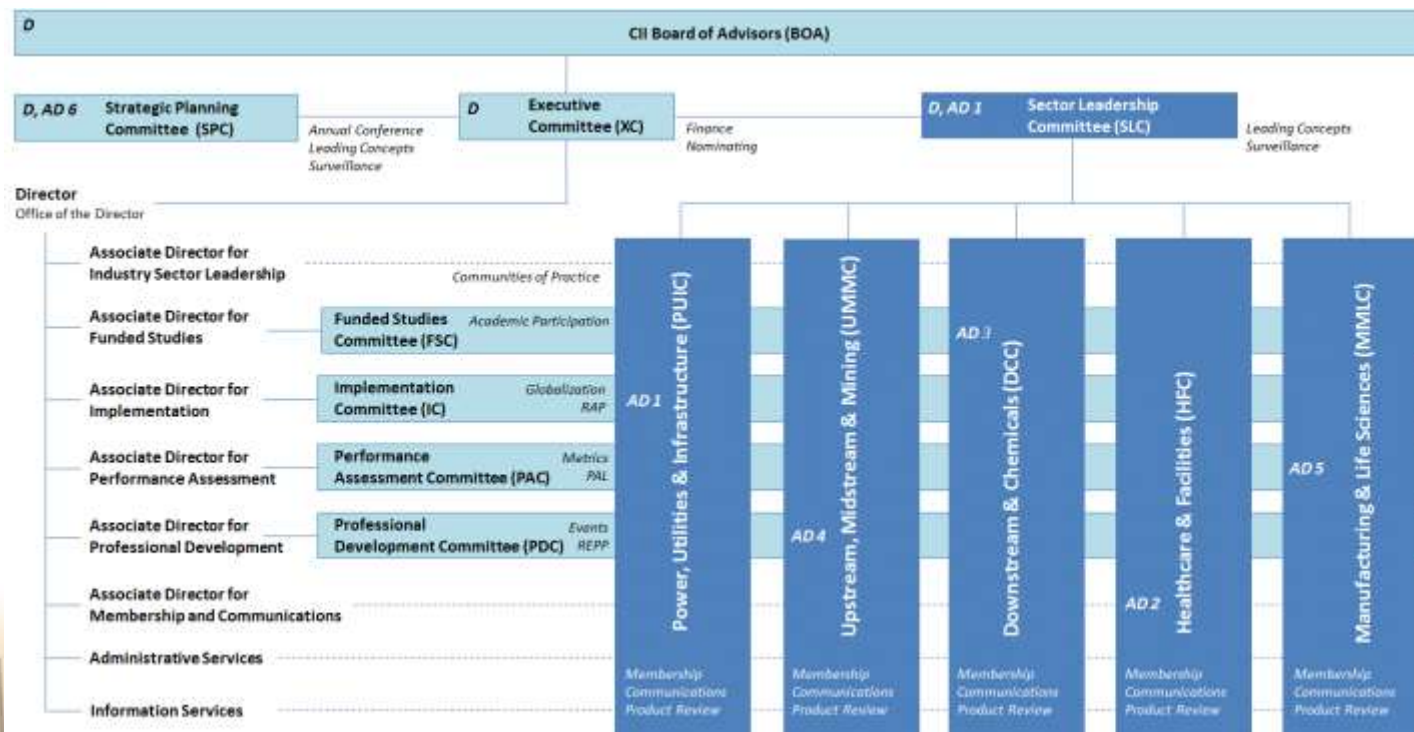 D
CII Board of Advisors (BOA)
D, AD 6
Strategic Planning
Committee (SPC)
Annual Conference
Leading Concepts
Surveillance
D
Executive
Committee (XC)
Finance
Nominating
D, AD 1
Sector Leadership
Committee (SLC)
Leading Concepts
Surveillance
Director
Office of the Director
Associate Director for
Industry Sector Leadership
Communities of Practice
Associate Director for
Funded Studies
Funded Studies
Committee (FSC)
Academic Participation
Associate Director for
Implementation
Implementation
Committee (IC)
Globalization
RAP
Associate Director for
Performance Assessment
Performance
Assessment Committee (PAC)
Metrics
PAL
Associate Director for
Professional Development
Professional
Development Committee (PDC)
Events
REPP
Associate Director for
Membership and Communications
Administrative Services
Information Services
AD 1
Power, Utilities & Infrastructure (PUIC)
Membership
Communications
Product Review
AD 4
Upstream, Midstream & Mining (UMMC)
Membership
Communications
Product Review
AD 3
Downstream & Chemicals (DCC)
Membership
Communications
Product Review
AD 2
Healthcare & Facilities (HFC)
Membership
Communications
Product Review
AD 5
Manufacturing & Life Sciences (MMLC)
Membership
Communications
Product Review